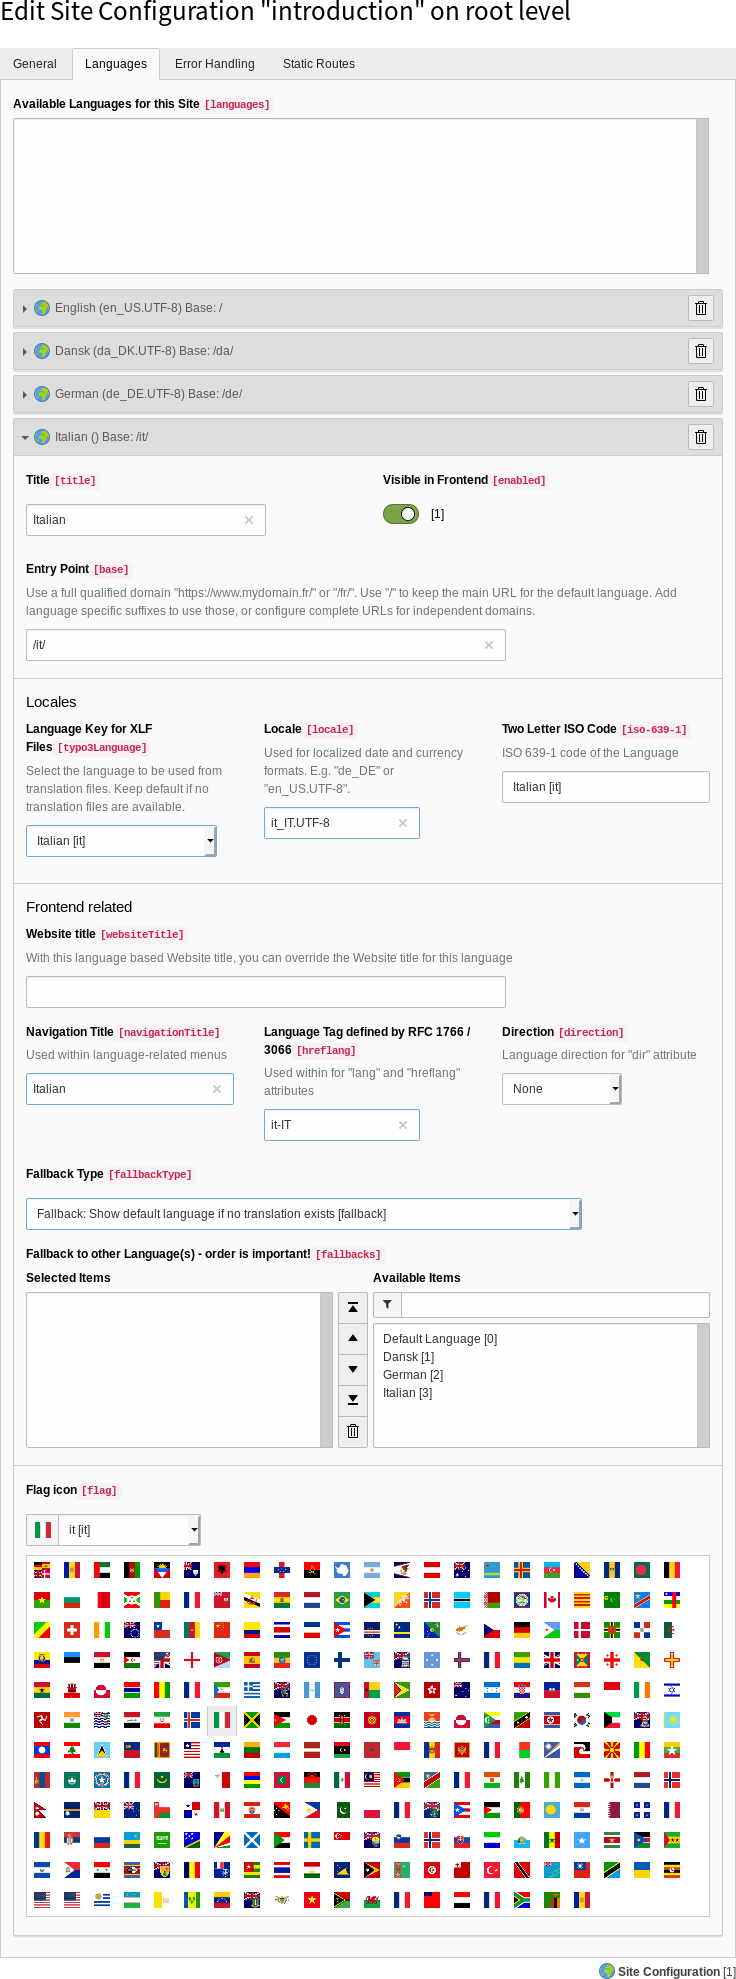 Edit Site Configuration "introduction" on root level
General Languages Error Handling Static Routes
Available Languages for this Site [languages]
English (en_US.UTF-8) Base: /
Dansk (da_DK.UTF-8) Base: /da/
German (de_DE.UTF-8) Base: /de/
Italian () Base: /it/
Title [title] Visible in Frontend [enabled]
Italian [1]
Entry Point [base]
Use a full qualified domain "https://www.mydomain.fr/" or "/fr/". Use "/" to keep the main URL for the default language. Add
language specific suffixes to use those, or configure complete URLs for independent domains.
/it/
Locales
Language Key for XLF
Files [typo3Language]
Select the language to be used from
translation files. Keep default if no
translation files are available.
Italian [it]
Locale [locale]
Used for localized date and currency
formats. E.g. "de_DE" or
"en_US.UTF-8".
it_IT.UTF-8
Two Letter ISO Code [iso-639-1]
ISO 639-1 code of the Language
Italian [it]
Frontend related
Website title [websiteTitle]
With this language based Website title, you can override the Website title for this language
Navigation Title [navigationTitle]
Used within language-related menus
Italian
Language Tag defined by RFC 1766 /
3066 [hreflang]
Used within for "lang" and "hreflang"
attributes
it-IT
Direction [direction]
Language direction for "dir" attribute
None
Fallback Type [fallbackType]
Fallback: Show default language if no translation exists [fallback]
Fallback to other Language(s) - order is important! [fallbacks]
Selected Items Available Items
Default Language [0]
Dansk [1]
German [2]
Italian [3]
Flag icon [flag]
it [it]
Site Configuration [1]